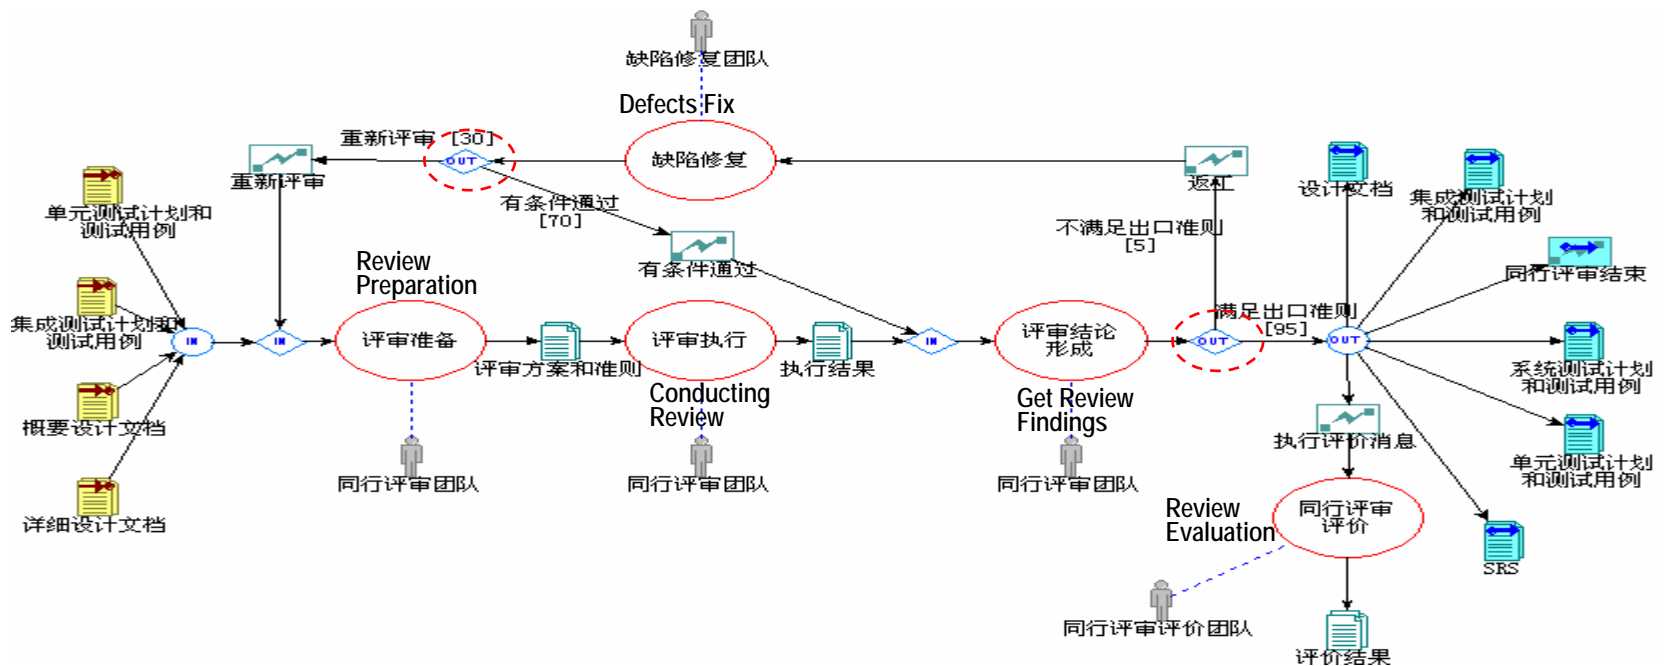 缺陷修复团队
Defects Fix
重新评审 [30]
OUT
缺陷修复
重新评审
返工
设计文档
集成测试计划
和测试用例
单元测试计划和
测试用例
有条件通过
[70]
不满足出口准则
[5]
有条件通过
同行评审结束
Review
Preparation
集成测试计划和
测试用例
IN
IN
评审准备
评审方案和准则
评审执行
执行结果
IN
评审结论
形成
满足出口准则
[95]
OUT
OUT
系统测试计划
和测试用例
Conducting
Review
Get Review
Findings
概要设计文档
执行评价消息
单元测试计划
和测试用例
同行评审团队
同行评审团队
同行评审团队
Review
Evaluation
同行评审
评价
详细设计文档
SRS
同行评审评价团队
评价结果